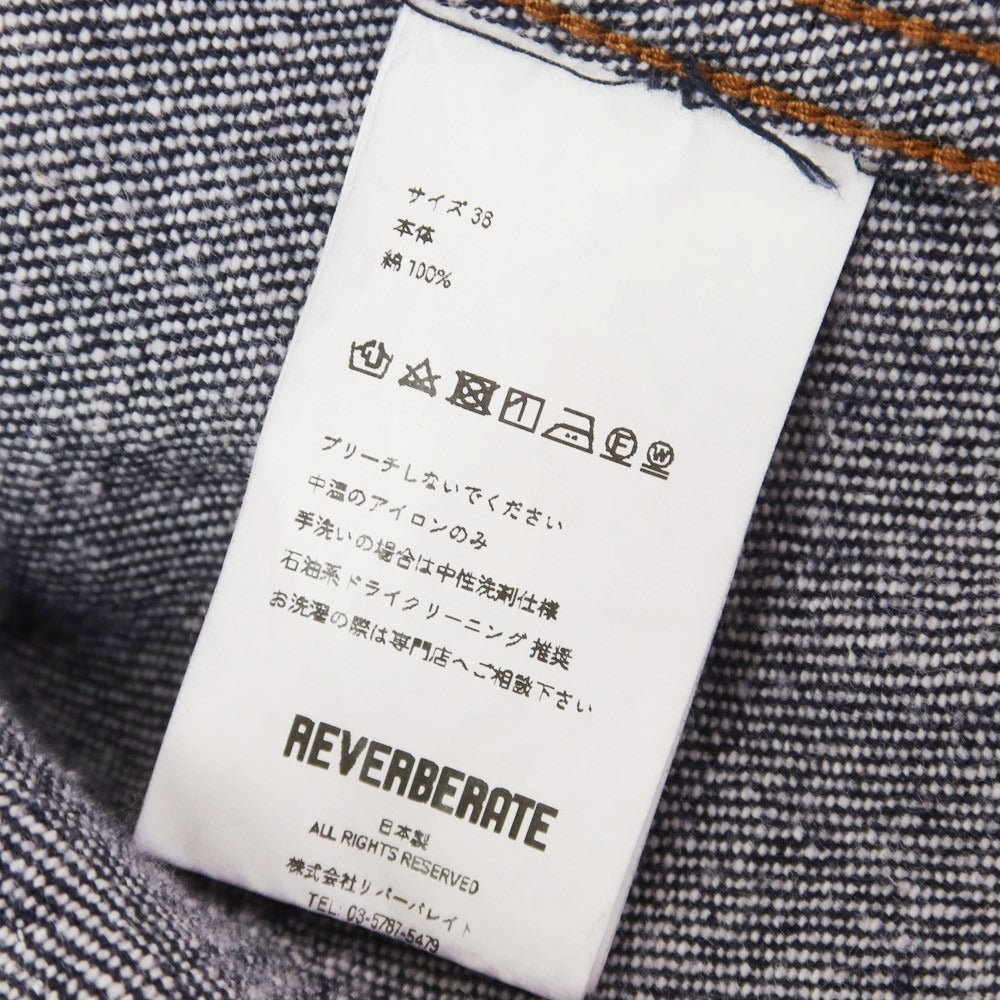 サイズ 38
本体
綿 100%
F W
ブリーチしないでください
中温のアイロンのみ
手洗いの場合は中性洗剤仕様
石油系ドライクリーニング推奨
お洗濯の際は専門店へご相談下さい
REVERBERATE
日本製
ALL RIGHTS RESERVED
株式会社リバーバレイト
TEL: 03-5787-5479